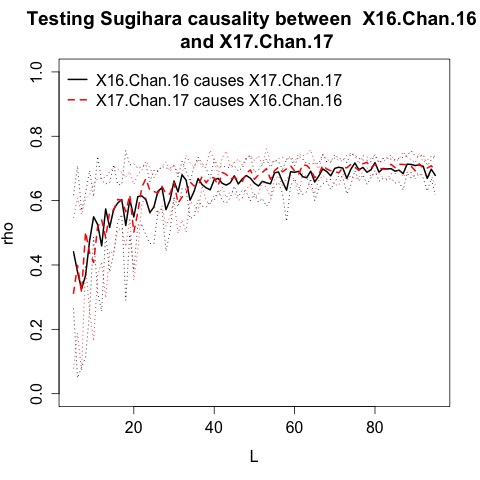 Testing Sugihara causality between X16.Chan.16
and X17.Chan.17
X16.Chan.16 causes X17.Chan.17
X17.Chan.17 causes X16.Chan.16
1.0
0.8
0.6
0.4
0.2
0.0
rho
20 40 60 80
L